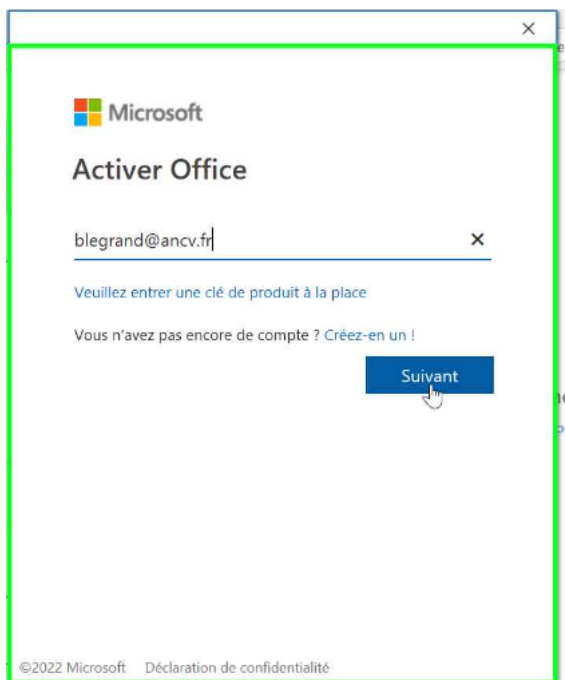 Microsoft
Activer Office
blegrand@ancv.fr
Veuillez entrer une clé de produit à la place
Vous n'avez pas encore de compte ? Créez-en un !
Suivant
©2022 Microsoft Déclaration de confidentialité